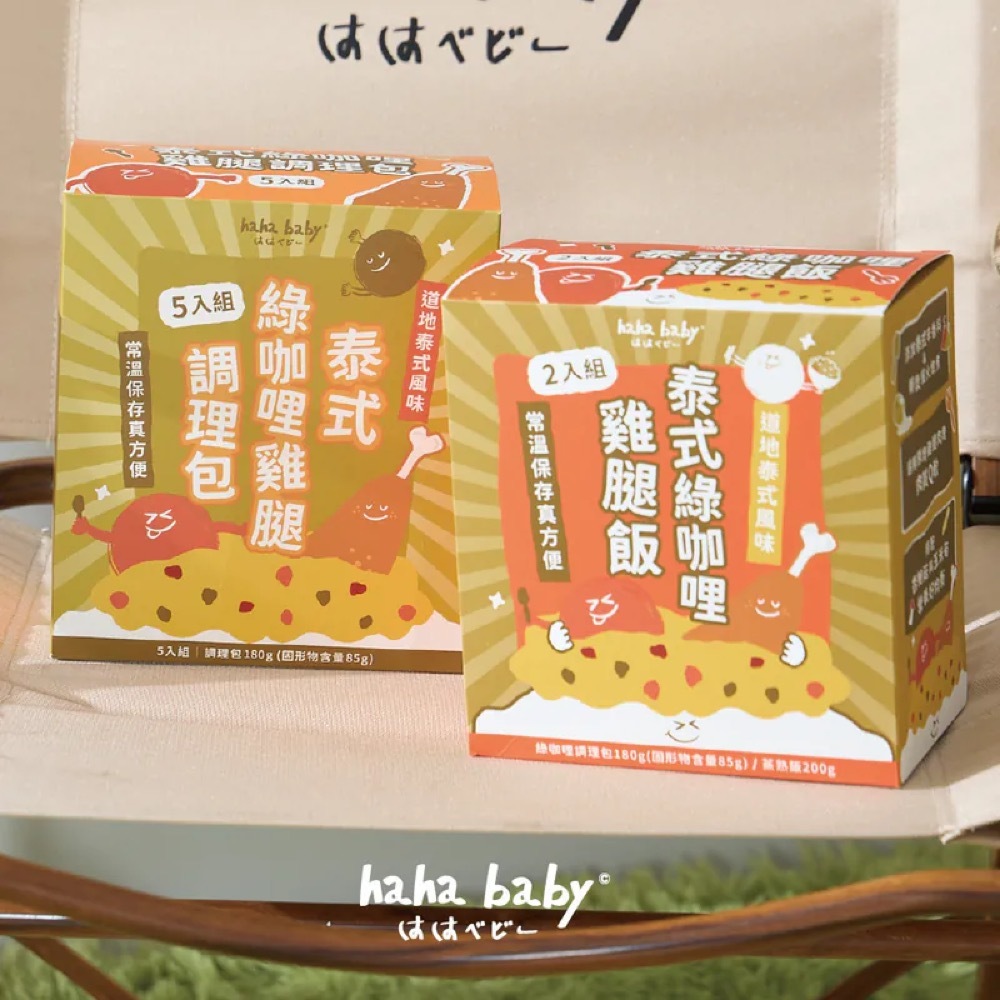 ははべビー
泰式綠咖哩
雞腿調理包
5入組
haha baby
ははべビー
道地泰式風味
泰式
綠咖哩雞腿
調理包
5入組
常溫保存真方便
5入組｜調理包180g(固形物含量85g)
泰式綠咖哩
雞腿飯
2入組
haha baby
ははべビー
道地泰式風味
泰式綠咖哩
雞腿飯
2入組
常溫保存真方便
綠咖哩調理包180g(固形物含量85g) / 蒸熟飯200g
haha baby©
ははべビー